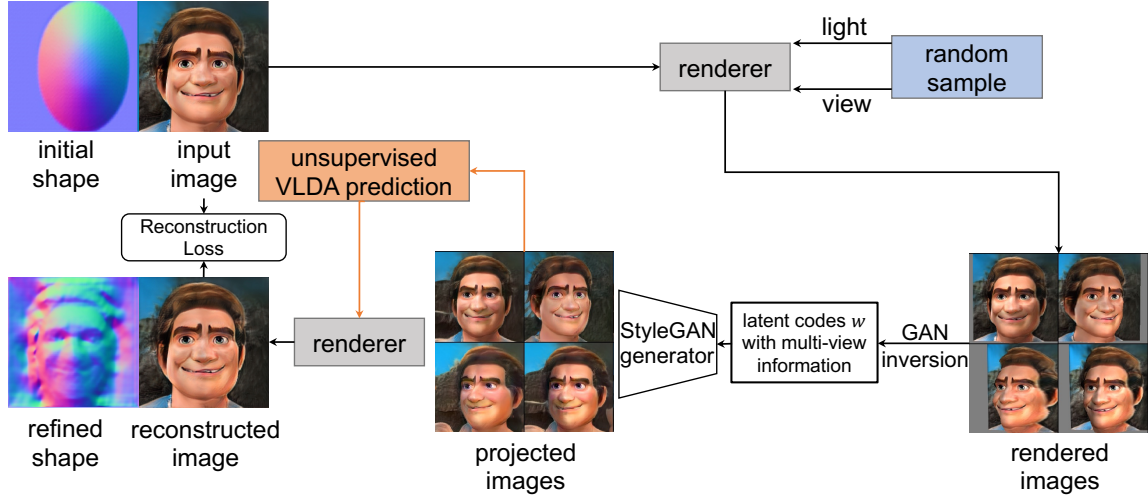 initial
shape
input
image
renderer
light
view
random
sample
unsupervised
VLDA prediction
Reconstruction
Loss
renderer
StyleGAN
generator
latent codes w
with multi-view
information
GAN
inversion
refined
shape
reconstructed
image
projected
images
rendered
images